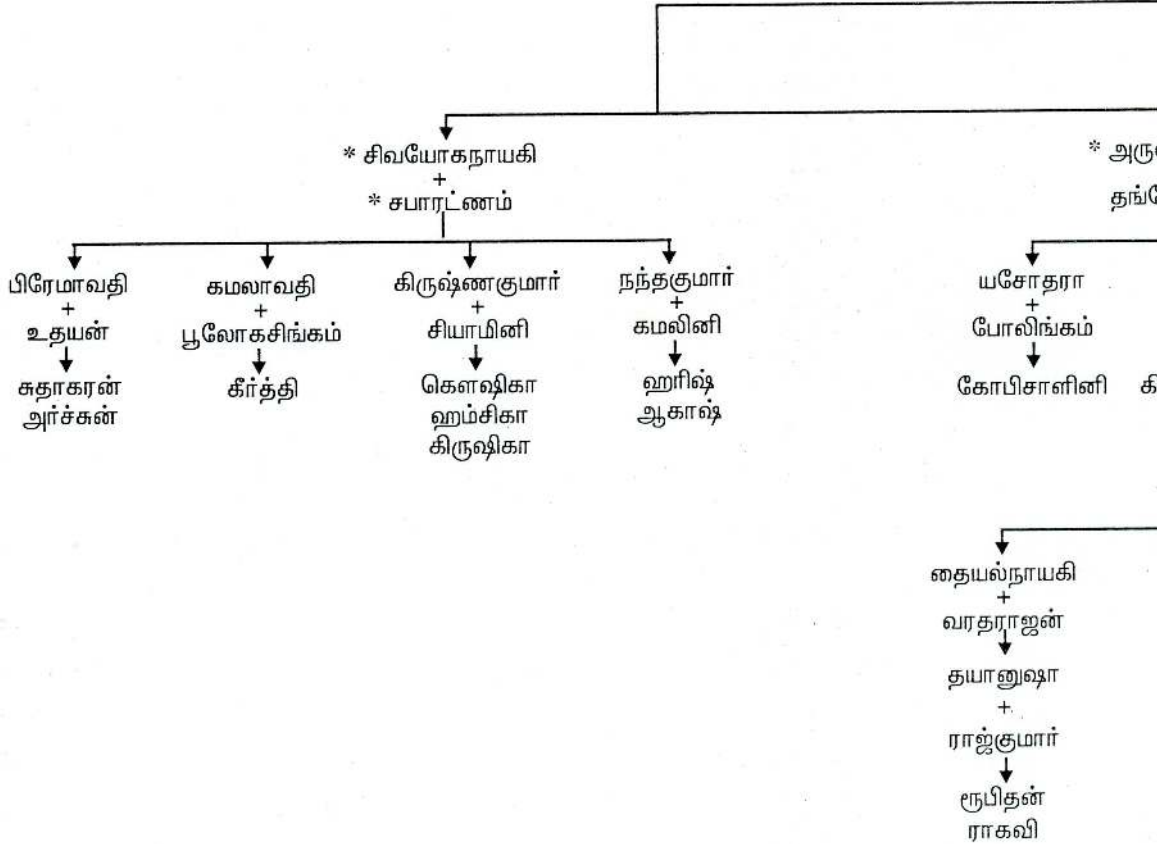 * சிவயோகநாயகி
+
* சபாரட்ணம்
பிரேமாவதி
+
உதயன்
சுதாகரன்
அர்ச்சுன்
கமலாவதி
+
பூலோகசிங்கம்
கீர்த்தி
கிருஷ்ணகுமார்
+
சியாமினி
கௌஷிகா
ஹம்சிகா
கிருஷிகா
நந்தகுமார்
+
கமலினி
ஹரிஷ்
ஆகாஷ்
*
யசோதரா
+
போலிங்கம்
கோபிசாளினி
தையல்நாயகி
+
வரதராஜன்
தயானுஷா
+
ராஜ்குமார்
ரூபிதன்
ராகவி